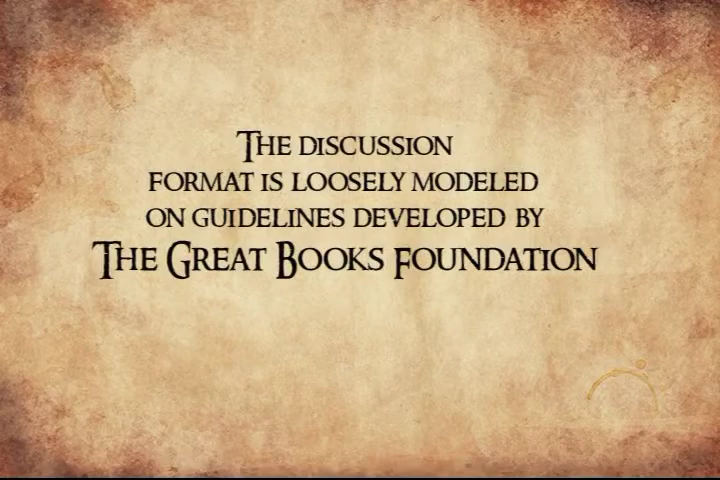 The discussion
format is loosely modeled
on guidelines developed by
The Great Books Foundation